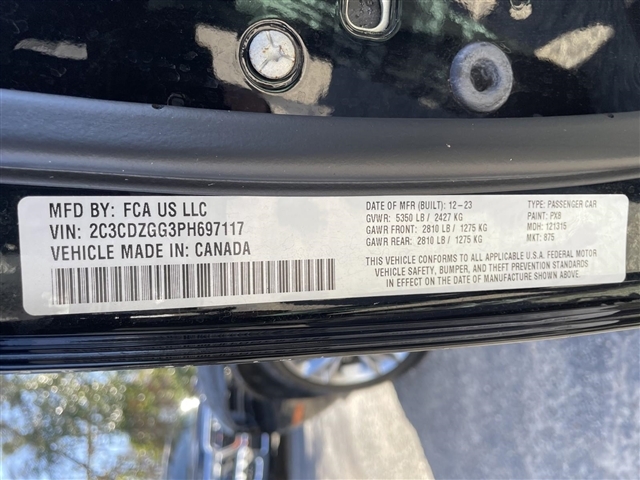 MFD BY: FCA US LLC
VIN: 2C3CDZGG3PH697117
VEHICLE MADE IN CANADA
DATE OF MFR (BUILT): 12-23
GVWR: 5350 LB / 2427 KG
GAWR FRONT: 2810 LB / 1275 KG
GAWR REAR: 2810 LB / 1275 KG
TYPE: PASSENGER CAR
PAINT: PX8
MDH: 121315
MKT: 875
THIS VEHICLE CONFORMS TO ALL APPLICABLE U.S.A. FEDERAL MOTOR
VEHICLE SAFETY, BUMPER, AND THEFT PREVENTION STANDARDS
IN EFFECT ON THE DATE OF MANUFACTURE SHOWN ABOVE.